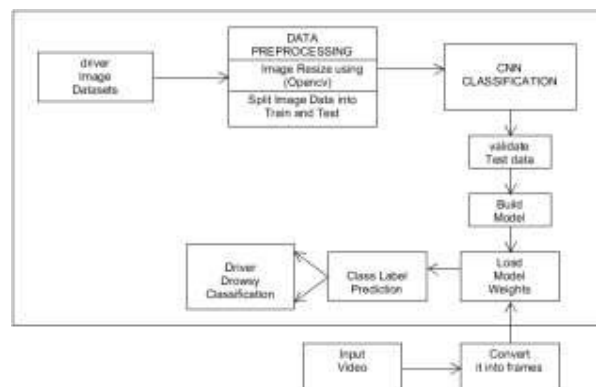 driver
Image
Datasets
DATA
PREPROCESSING
Image Resize using
(Opencv)
Split Image Data into
Train and Test
CNN
CLASSIFICATION
validate
Test data
Build
Model
Load
Model
Weights
Class Label
Prediction
Driver
Drowsy
Classification
Input
Video
Convert
it into frames